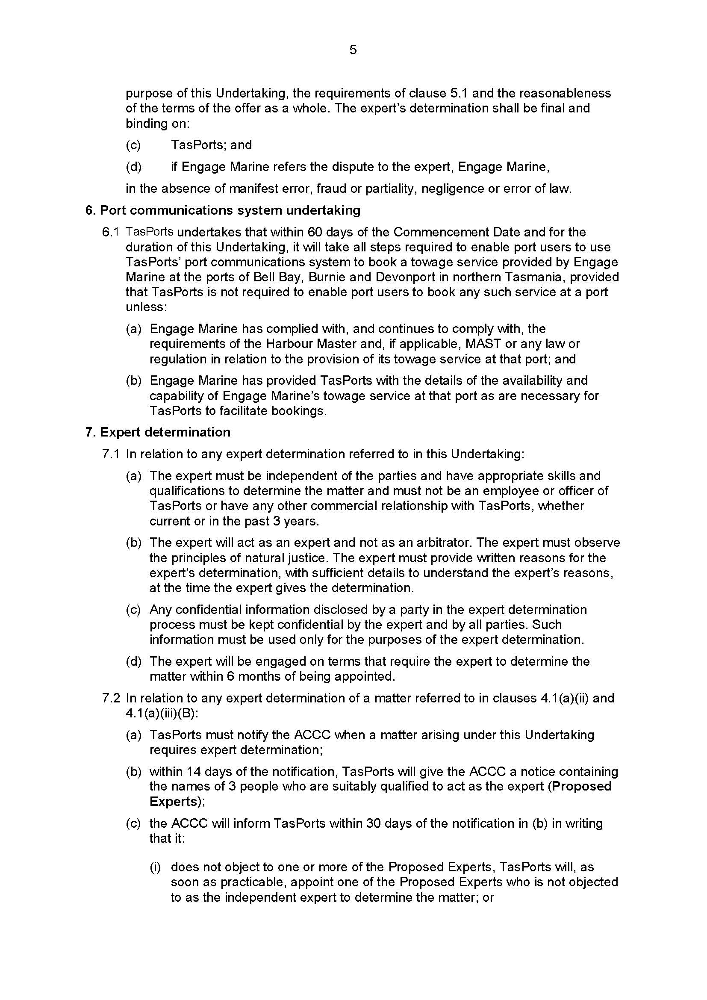 5
purpose of this Undertaking, the requirements of clause 5.1 and the reasonableness
of the terms of the offer as a whole. The expert’s determination shall be final and
binding on:
(c) TasPorts; and
(d) if Engage Marine refers the dispute to the expert, Engage Marine,
in the absence of manifest error, fraud or partiality, negligence or error of law.
6. Port communications system undertaking
6.1 TasPorts undertakes that within 60 days of the Commencement Date and for the
duration of this Undertaking, it will take all steps required to enable port users to use
TasPorts’ port communications system to book a towage service provided by Engage
Marine at the ports of Bell Bay, Burnie and Devonport in northern Tasmania, provided
that TasPorts is not required to enable port users to book any such service at a port
unless:
(a) Engage Marine has complied with, and continues to comply with, the
requirements of the Harbour Master and, if applicable, MAST or any law or
regulation in relation to the provision of its towage service at that port; and
(b) Engage Marine has provided TasPorts with the details of the availability and
capability of Engage Marine’s towage service at that port as are necessary for
TasPorts to facilitate bookings.
7. Expert determination
7.1 In relation to any expert determination referred to in this Undertaking:
(a) The expert must be independent of the parties and have appropriate skills and
qualifications to determine the matter and must not be an employee or officer of
TasPorts or have any other commercial relationship with TasPorts, whether
current or in the past 3 years.
(b) The expert will act as an expert and not as an arbitrator. The expert must observe
the principles of natural justice. The expert must provide written reasons for the
expert’s determination, with sufficient details to understand the expert’s reasons,
at the time the expert gives the determination.
(c) Any confidential information disclosed by a party in the expert determination
process must be kept confidential by the expert and by all parties. Such
information must be used only for the purposes of the expert determination.
(d) The expert will be engaged on terms that require the expert to determine the
matter within 6 months of being appointed.
7.2 In relation to any expert determination of a matter referred to in clauses 4.1(a)(ii) and
4.1(a)(iii)(B):
(a) TasPorts must notify the ACCC when a matter arising under this Undertaking
requires expert determination;
(b) within 14 days of the notification, TasPorts will give the ACCC a notice containing
the names of 3 people who are suitably qualified to act as the expert (Proposed
Experts);
(c) the ACCC will inform TasPorts within 30 days of the notification in (b) in writing
that it:
(i) does not object to one or more of the Proposed Experts, TasPorts will, as
soon as practicable, appoint one of the Proposed Experts who is not objected
to as the independent expert to determine the matter; or